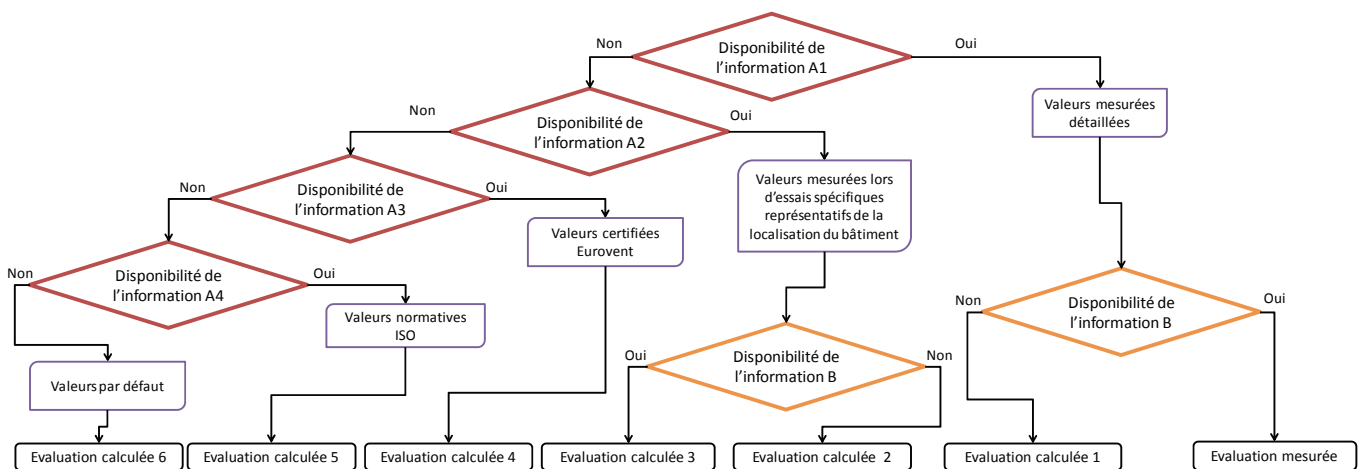 Non
Disponibilité de
l'information A1
Oui
Non
Disponibilité de
l'information A2
Oui
Valeurs mesurées
détaillées
Non
Disponibilité de
l'information A3
Oui
Valeurs mesurées lors
d'essais spécifiques
représentatifs de la
localisation du bâtiment
Valeurs certifiées
Eurovent
Non
Disponibilité de
l'information A4
Oui
Non
Disponibilité de
l'information B
Oui
Valeurs normatives
ISO
Oui
Disponibilité de
l'information B
Non
Valeurs par défaut
Evaluation calculée 6
Evaluation calculée 5
Evaluation calculée 4
Evaluation calculée 3
Evaluation calculée 2
Evaluation calculée 1
Evaluation mesurée